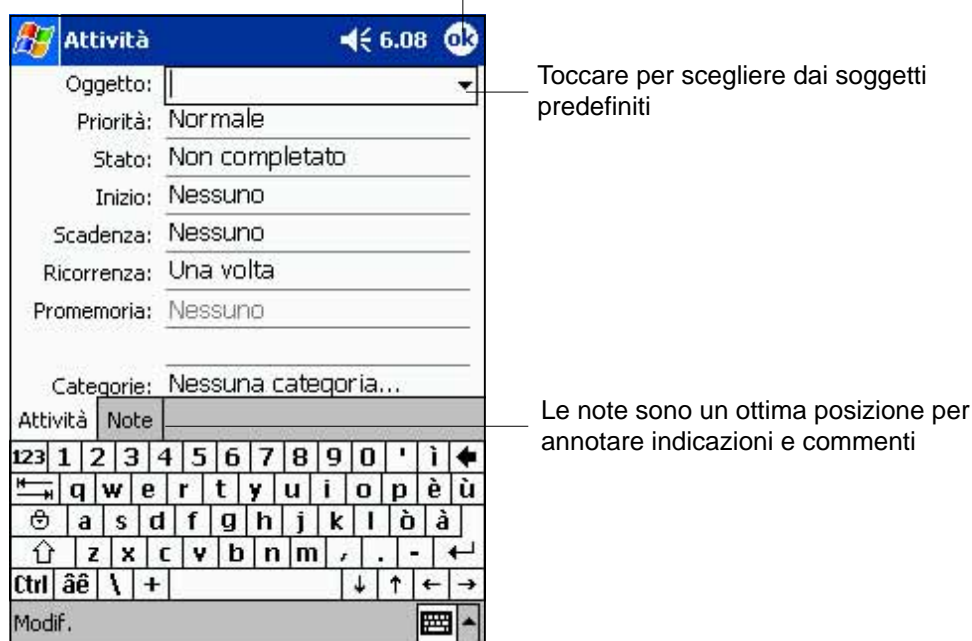 Attività 6.08 ok
Oggetto:
Toccare per scegliere dai soggetti
predefiniti
Priorità: Normale
Stato: Non completato
Inizio: Nessuno
Scadenza: Nessuno
Ricorrenza: Una volta
Promemoria: Nessuno
Categorie: Nessuna categoria...
Attività Note
Le note sono un ottima posizione per
annotare indicazioni e commenti
123 1 2 3 4 5 6 7 8 9 0 ' ì
q w e r t y u i o p è ù
a s d f g h j k l ò à
z x c v b n m , . -
Ctrl âê \ +
Modif.